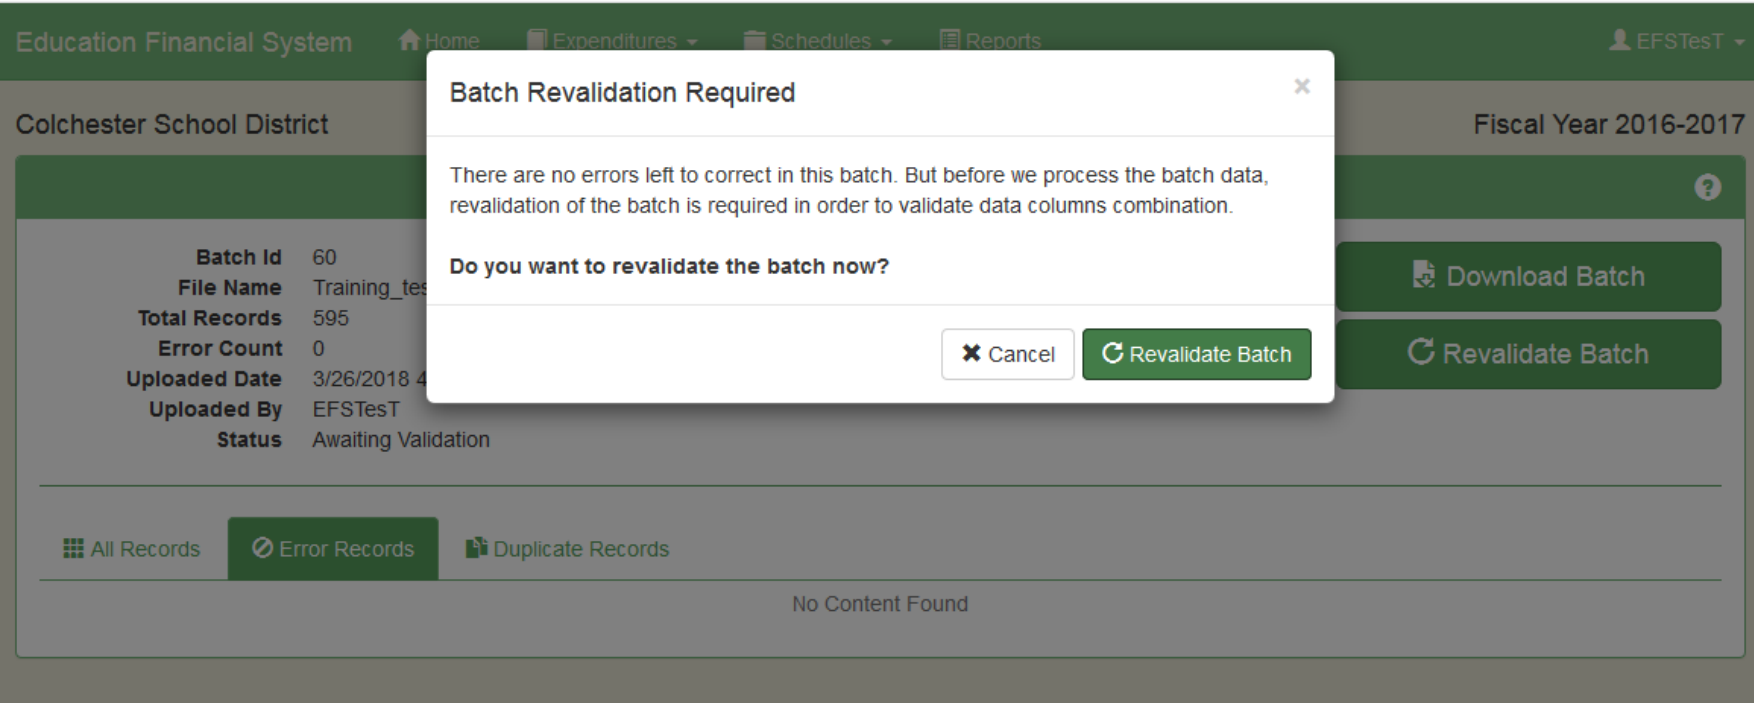 Education Financial System Home Expenditures Schedules Reports EFSTesT
Batch Revalidation Required ×
Colchester School District Fiscal Year 2016-2017
There are no errors left to correct in this batch. But before we process the batch data,
revalidation of the batch is required in order to validate data columns combination.
Do you want to revalidate the batch now?
Cancel Revalidate Batch
Batch Id 60
File Name
Total Records 595
Error Count 0
Uploaded Date 3/26/2018
Uploaded By EFSTesT
Status Awaiting Validation
Download Batch
Revalidate Batch
All Records Error Records Duplicate Records
No Content Found